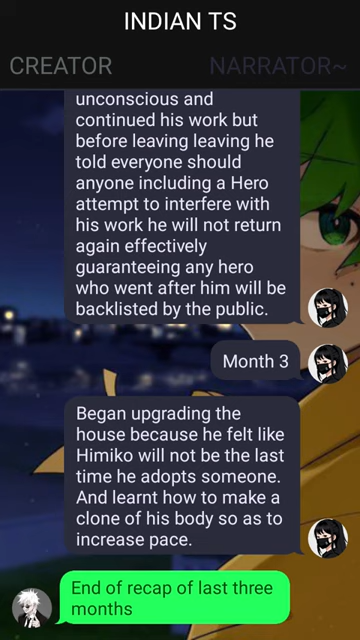 INDIAN TS
CREATOR
NARRATOR~
unconscious and
continued his work but
before leaving leaving he
told everyone should
anyone including a Hero
attempt to interfere with
his work he will not return
again effectively
guaranteeing any hero
who went after him will be
backlisted by the public.
Month 3
Began upgrading the
house because he felt like
Himiko will not be the last
time he adopts someone.
And learnt how to make a
clone of his body so as to
increase pace.
End of recap of last three
months